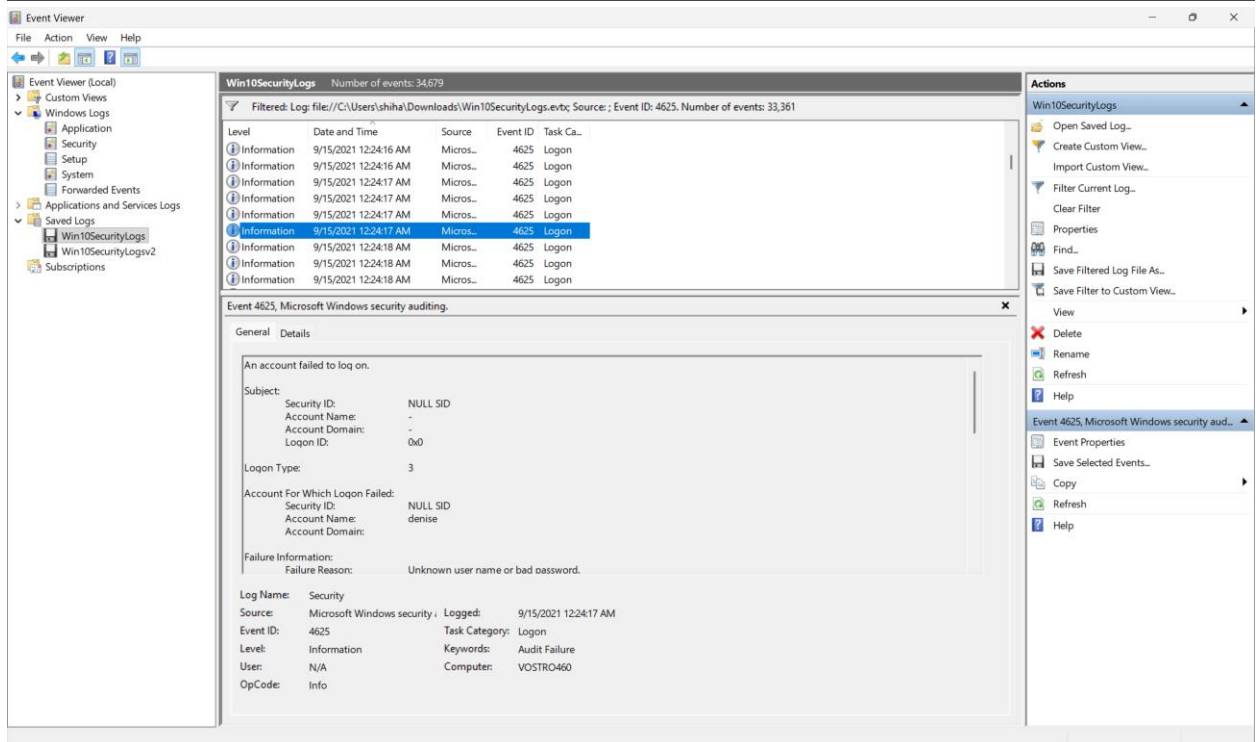 Event Viewer
File Action View Help
Event Viewer (Local)
Custom Views
Windows Logs
Application
Security
Setup
System
Forwarded Events
Applications and Services Logs
Saved Logs
Win10SecurityLogs
Win10SecurityLogsv2
Subscriptions
Win10SecurityLogs Number of events: 34,679
Filtered: Log: file://C:\Users\shiha\Downloads\Win10SecurityLogs.evtx; Source: ; Event ID: 4625. Number of events: 33,361
Level Date and Time Source Event ID Task Ca...
Information 9/15/2021 12:24:16 AM Micros... 4625 Logon
Information 9/15/2021 12:24:16 AM Micros... 4625 Logon
Information 9/15/2021 12:24:17 AM Micros... 4625 Logon
Information 9/15/2021 12:24:17 AM Micros... 4625 Logon
Information 9/15/2021 12:24:17 AM Micros... 4625 Logon
Information 9/15/2021 12:24:17 AM Micros... 4625 Logon
Information 9/15/2021 12:24:18 AM Micros... 4625 Logon
Information 9/15/2021 12:24:18 AM Micros... 4625 Logon
Information 9/15/2021 12:24:18 AM Micros... 4625 Logon
Event 4625, Microsoft Windows security auditing.
General Details
An account failed to log on.
Subject:
Security ID: NULL SID
Account Name: -
Account Domain: -
Logon ID: 0x0
Logon Type: 3
Account For Which Logon Failed:
Security ID: NULL SID
Account Name: denise
Account Domain:
Failure Information:
Failure Reason: Unknown user name or bad password.
Log Name: Security
Source: Microsoft Windows security Logged: 9/15/2021 12:24:17 AM
Event ID: 4625 Task Category: Logon
Level: Information Keywords: Audit Failure
User: N/A Computer: VOSTRO460
OpCode: Info
Actions
Win10SecurityLogs
Open Saved Log...
Create Custom View...
Import Custom View...
Filter Current Log...
Clear Filter
Properties
Find...
Save Filtered Log File As...
Save Filter to Custom View...
View
Delete
Rename
Refresh
Help
Event 4625, Microsoft Windows security aud...
Event Properties
Save Selected Events...
Copy
Refresh
Help